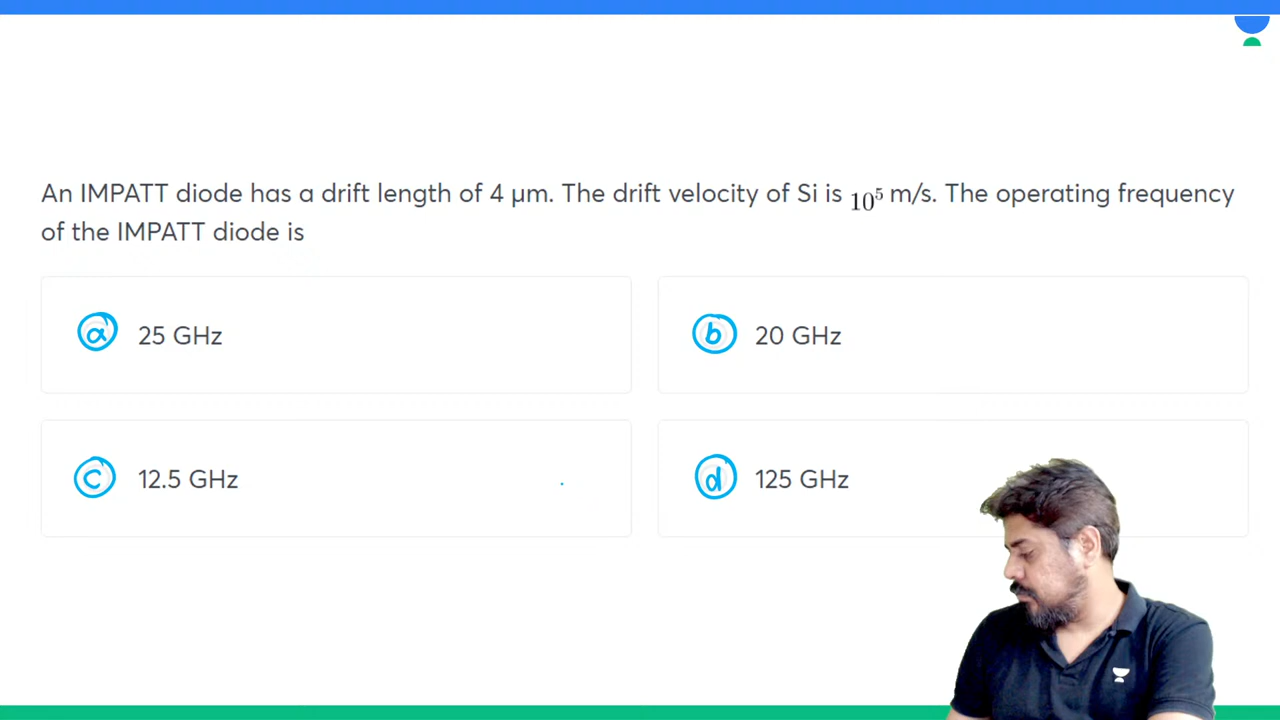 An IMPATT diode has a drift length of 4 μm. The drift velocity of Si is 10⁵ m/s. The operating frequency
of the IMPATT diode is
a 25 GHz
b 20 GHz
c 12.5 GHz
d 125 GHz